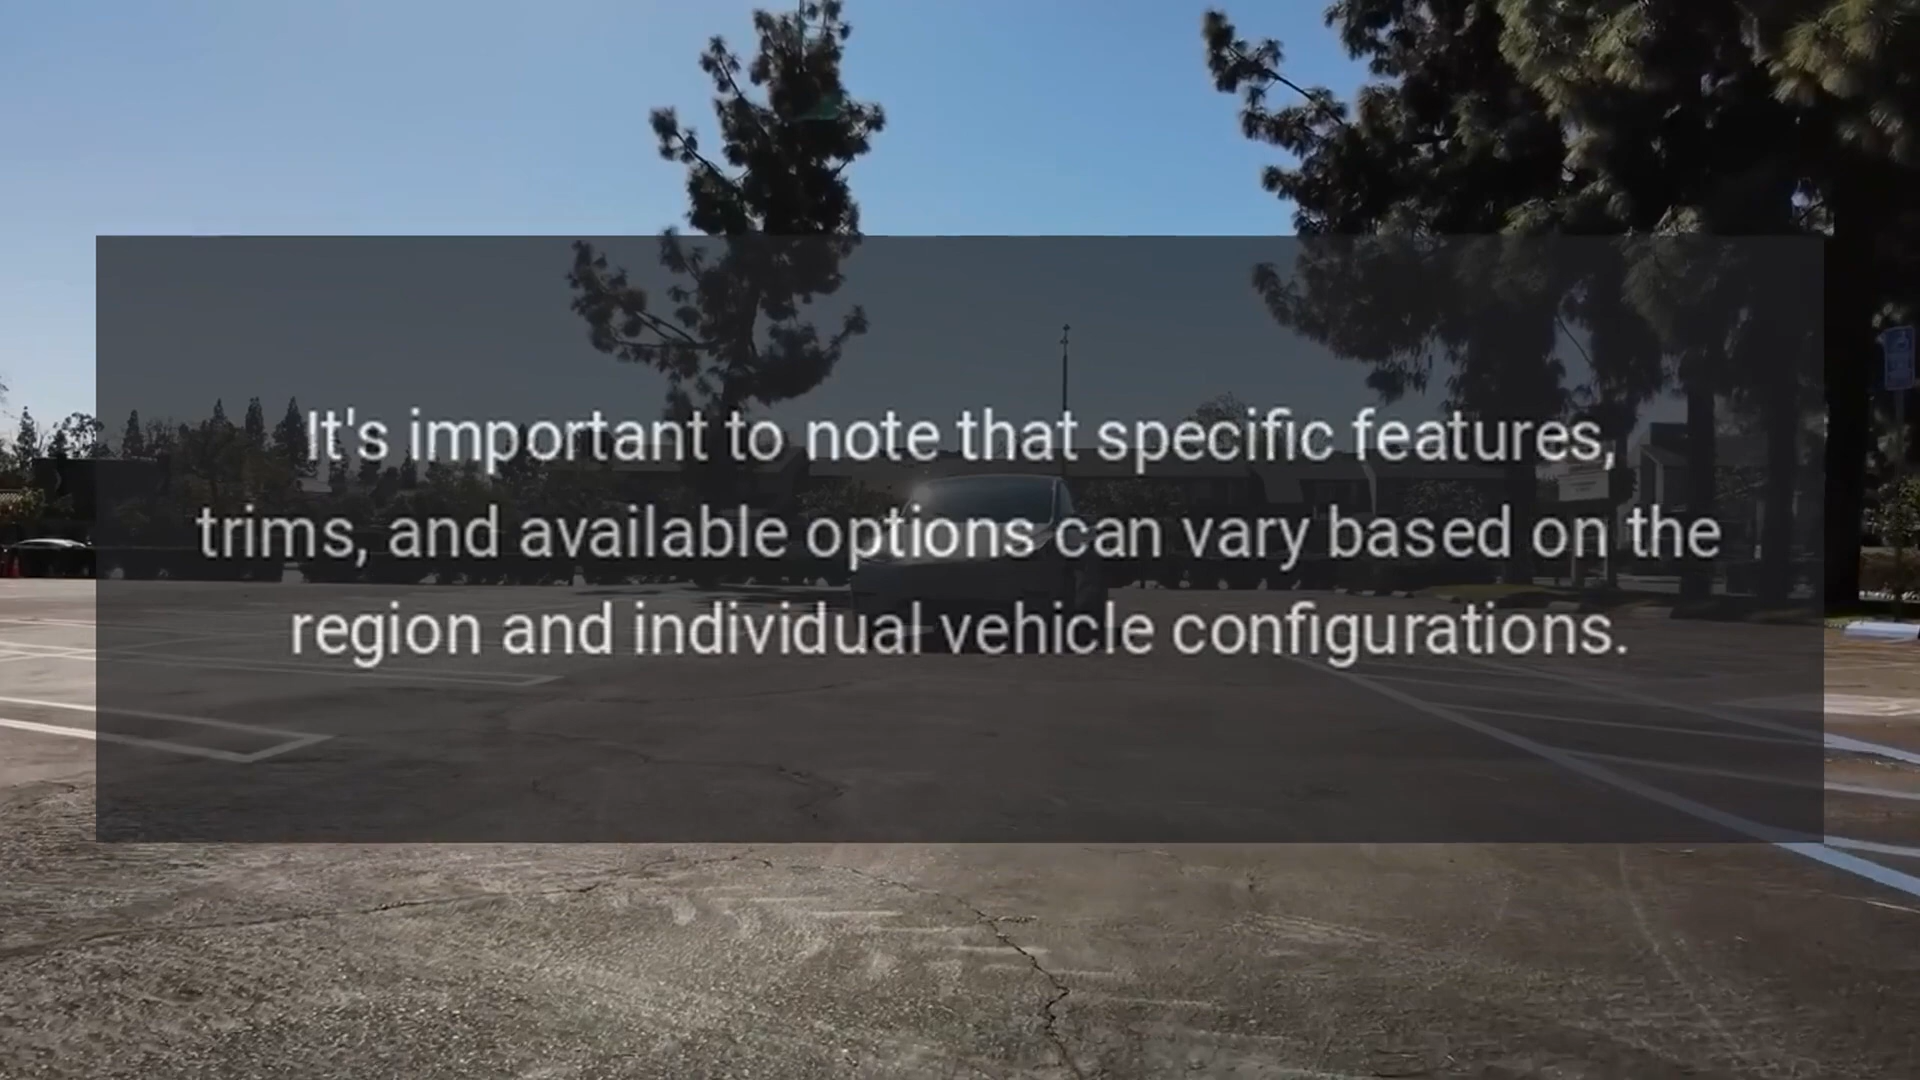 It's important to note that specific features,
trims, and available options can vary based on the
region and individual vehicle configurations.